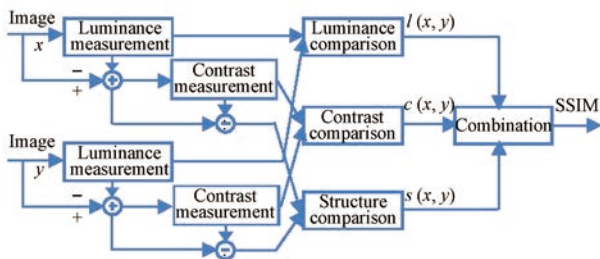 Image
x
Luminance
measurement
−
+
+
Contrast
measurement
÷
Luminance
comparison
l (x, y)
Contrast
comparison
c (x, y)
Combination
SSIM
Image
y
Luminance
measurement
−
+
+
Contrast
measurement
Structure
comparison
s (x, y)